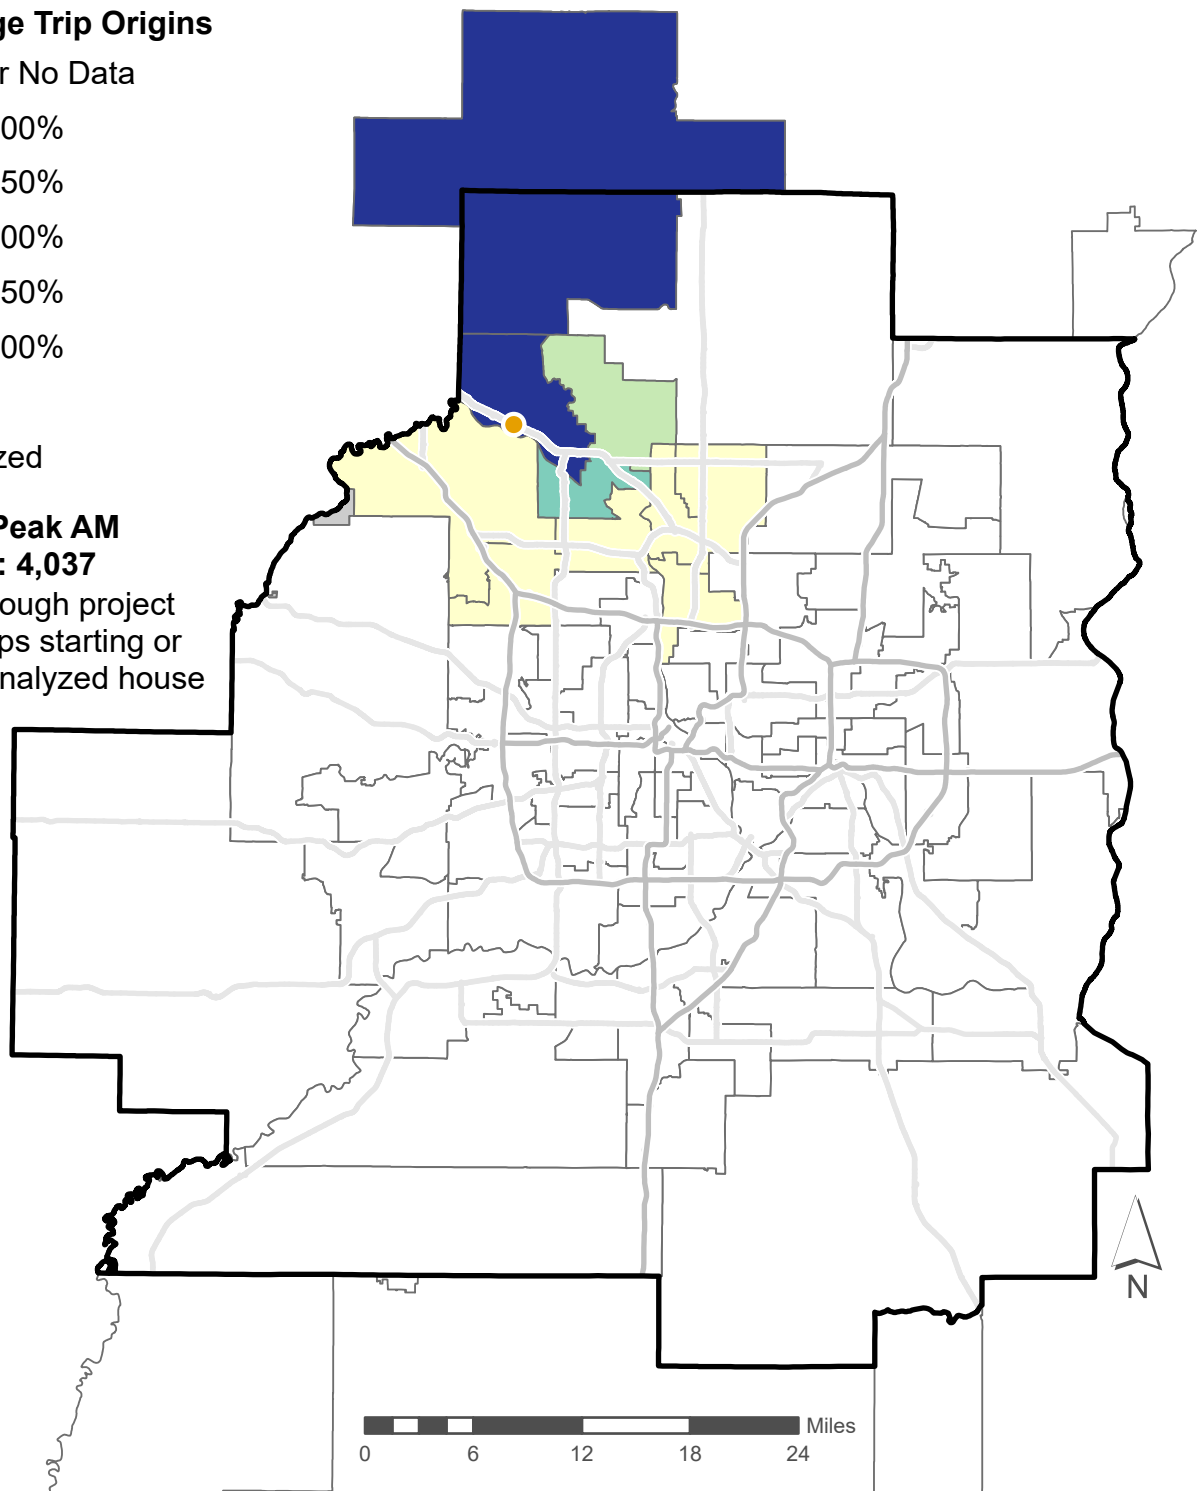 ge Trip Origins
r No Data
00%
50%
00%
50%
00%
zed
Peak AM
: 4,037
ough project
ps starting or
nalyzed house
N
Miles
0 6 12 18 24